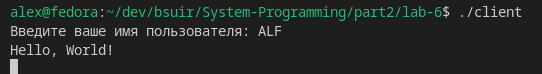 alex@fedora:~/dev/bsuir/System-Programming/part2/lab-6$ ./client
Введите ваше имя пользователя: ALF
Hello, World!